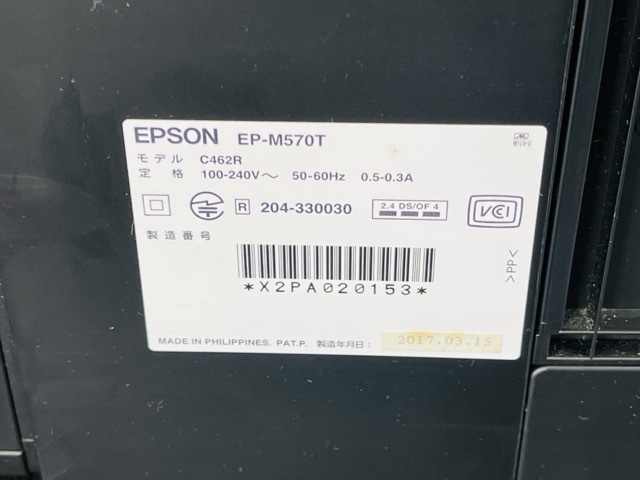 EPSON EP-M570T
モデル C462R
定格 100-240V～ 50-60Hz 0.5-0.3A
R 204-330030 2.4 DS/OF 4 VCI
製造番号
*X2PA020153*
>PP<
MADE IN PHILIPPINES. PAT.P. 製造年月日: 2017.03.15